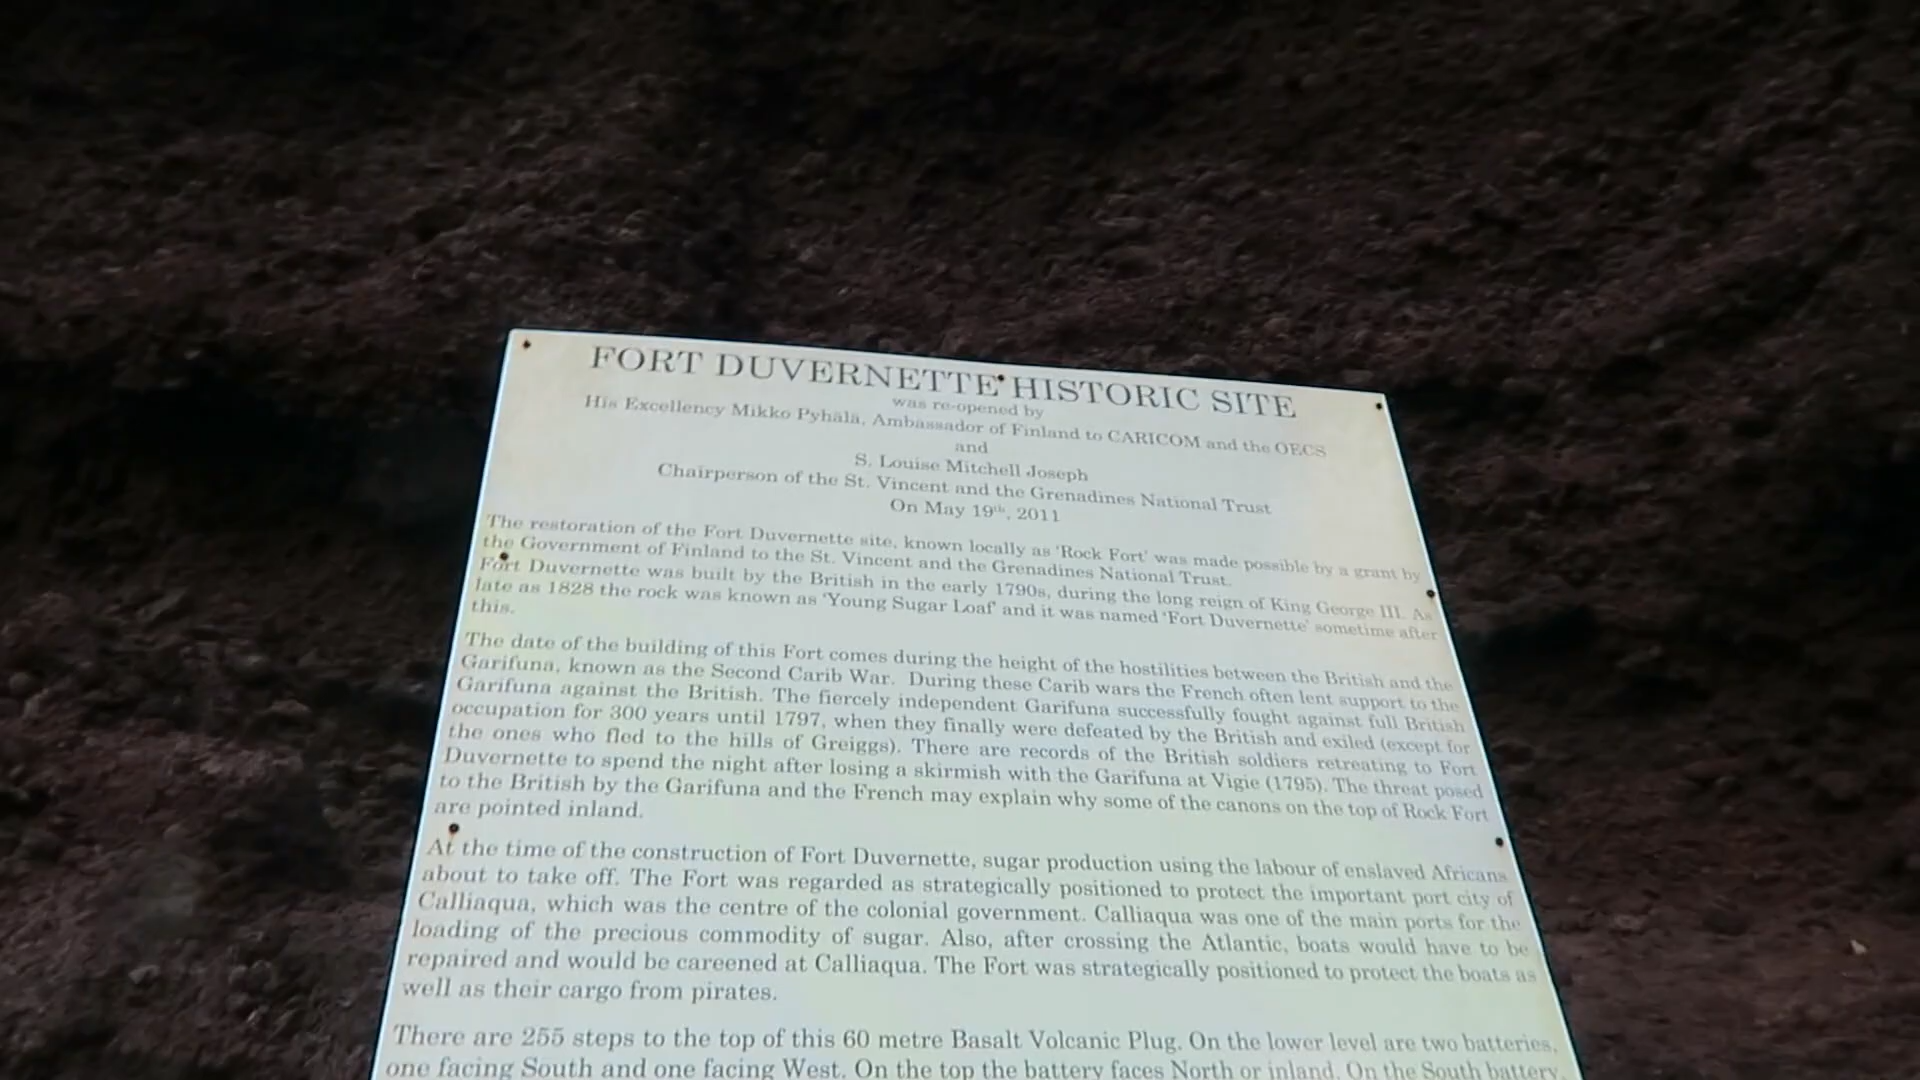 FORT DUVERNETTE HISTORIC SITE
was re-opened by
His Excellency Mikko Pyhälä, Ambassador of Finland to CARICOM and the OECS
and
S. Louise Mitchell Joseph
Chairperson of the St. Vincent and the Grenadines National Trust
On May 19th, 2011
The restoration of the Fort Duvernette site, known locally as 'Rock Fort' was made possible by a grant by
the Government of Finland to the St. Vincent and the Grenadines National Trust.
Fort Duvernette was built by the British in the early 1790s, during the long reign of King George III. As
late as 1828 the rock was known as 'Young Sugar Loaf' and it was named 'Fort Duvernette' sometime after
this.
The date of the building of this Fort comes during the height of the hostilities between the British and the
Garifuna, known as the Second Carib War. During these Carib wars the French often lent support to the
Garifuna against the British. The fiercely independent Garifuna successfully fought against full British
occupation for 300 years until 1797, when they finally were defeated by the British and exiled (except for
the ones who fled to the hills of Greiggs). There are records of the British soldiers retreating to Fort
Duvernette to spend the night after losing a skirmish with the Garifuna at Vigie (1795). The threat posed
to the British by the Garifuna and the French may explain why some of the canons on the top of Rock Fort
are pointed inland.
At the time of the construction of Fort Duvernette, sugar production using the labour of enslaved Africans
about to take off. The Fort was regarded as strategically positioned to protect the important port city of
Calliaqua, which was the centre of the colonial government. Calliaqua was one of the main ports for the
loading of the precious commodity of sugar. Also, after crossing the Atlantic, boats would have to be
repaired and would be careened at Calliaqua. The Fort was strategically positioned to protect the boats as
well as their cargo from pirates.
There are 255 steps to the top of this 60 metre Basalt Volcanic Plug. On the lower level are two batteries,
one facing South and one facing West. On the top the battery faces North or inland. On the South battery,